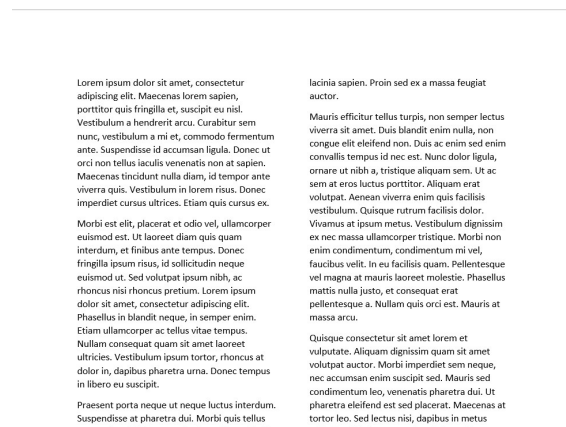 Lorem ipsum dolor sit amet, consectetur
adipiscing elit. Maecenas lorem sapien,
porttitor quis fringilla et, suscipit eu nisl.
Vestibulum a hendrerit arcu. Curabitur sem
nunc, vestibulum a mi et, commodo fermentum
ante. Suspendisse id accumsan ligula. Donec ut
orci non tellus iaculis venenatis non at sapien.
Maecenas tincidunt nulla diam, id tempor ante
viverra quis. Vestibulum in lorem risus. Donec
imperdiet cursus ultrices. Etiam quis cursus ex.
Morbi est elit, placerat et odio vel, ullamcorper
euismod est. Ut laoreet diam quis quam
interdum, et finibus ante tempus. Donec
fringilla ipsum risus, id sollicitudin neque
euismod ut. Sed volutpat ipsum nibh, ac
rhoncus nisi rhoncus pretium. Lorem ipsum
dolor sit amet, consectetur adipiscing elit.
Phasellus in blandit neque, in semper enim.
Etiam ullamcorper ac tellus vitae tempus.
Nullam consequat quam sit amet laoreet
ultricies. Vestibulum ipsum tortor, rhoncus at
dolor in, dapibus pharetra urna. Donec tempus
in libero eu suscipit.
Praesent porta neque ut neque luctus interdum.
Suspendisse at pharetra dui. Morbi quis tellus
lacinia sapien. Proin sed ex a massa feugiat
auctor.
Mauris efficitur tellus turpis, non semper lectus
viverra sit amet. Duis blandit enim nulla, non
congue elit eleifend non. Duis ac enim sed enim
convallis tempus id nec est. Nunc dolor ligula,
ornare ut nibh a, tristique aliquam sem. Ut ac
sem at eros luctus porttitor. Aliquam erat
volutpat. Aenean viverra enim quis facilisis
vestibulum. Quisque rutrum facilisis dolor.
Vivamus at ipsum metus. Vestibulum dignissim
ex nec massa ullamcorper tristique. Morbi non
enim condimentum, condimentum mi vel,
faucibus velit. In eu facilisis quam. Pellentesque
vel magna at mauris laoreet molestie. Phasellus
mattis nulla justo, et consequat erat
pellentesque a. Nullam quis orci est. Mauris at
massa arcu.
Quisque consectetur sit amet lorem et
vulputate. Aliquam dignissim quam sit amet
volutpat auctor. Morbi imperdiet sem neque,
nec accumsan enim suscipit sed. Mauris sed
condimentum leo, venenatis pharetra dui. Ut
pharetra eleifend est sed placerat. Maecenas at
tortor leo. Sed lectus nisi, dapibus in metus